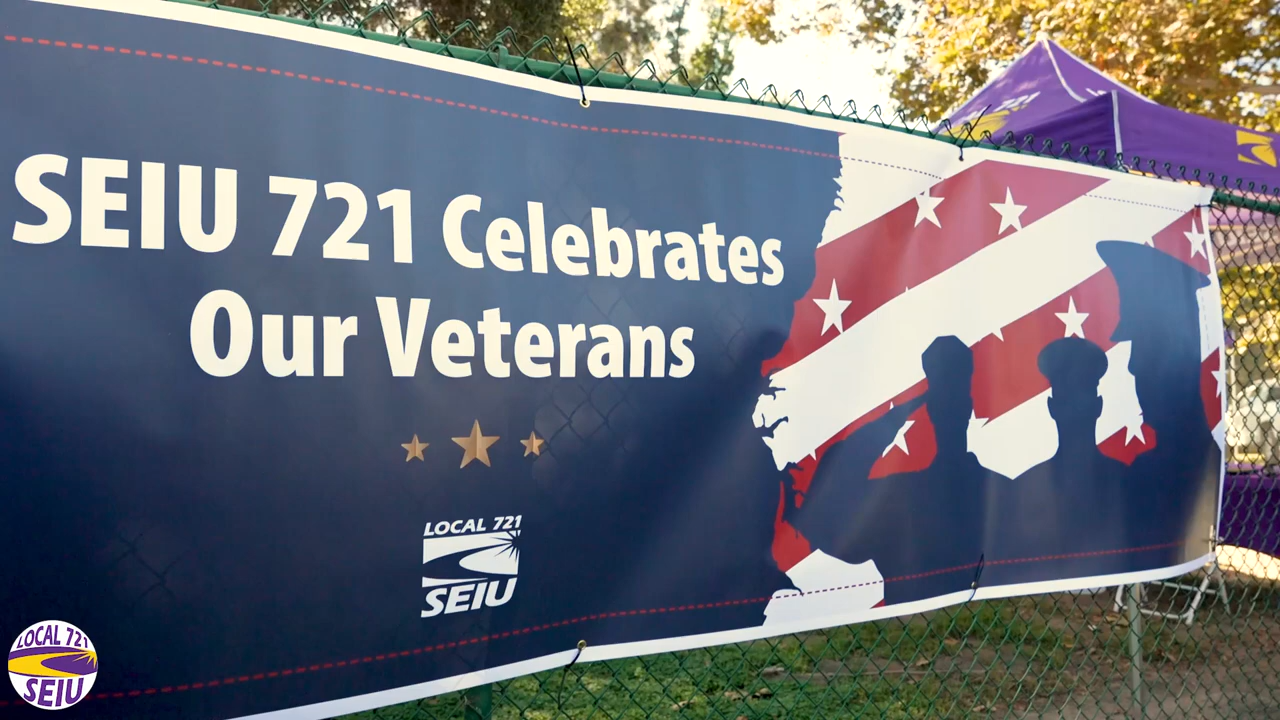 SEIU 721 Celebrates
Our Veterans
LOCAL 721
SEIU
LOCAL 721
SEIU